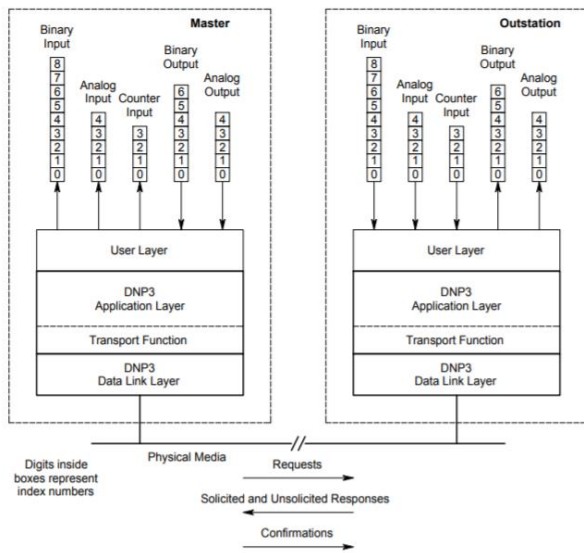 Master
Binary
Input
8
7
6
5
4
3
2
1
0
Analog
Input
4
3
2
1
0
Counter
Input
3
2
1
0
Binary
Output
6
5
4
3
2
1
0
Analog
Output
4
3
2
1
0
User Layer
DNP3
Application Layer
Transport Function
DNP3
Data Link Layer
Outstation
Binary
Input
8
7
6
5
4
3
2
1
0
Analog
Input
4
3
2
1
0
Counter
Input
3
2
1
0
Binary
Output
6
5
4
3
2
1
0
Analog
Output
4
3
2
1
0
User Layer
DNP3
Application Layer
Transport Function
DNP3
Data Link Layer
Physical Media
Digits inside
boxes represent
index numbers
Requests
Solicited and Unsolicited Responses
Confirmations